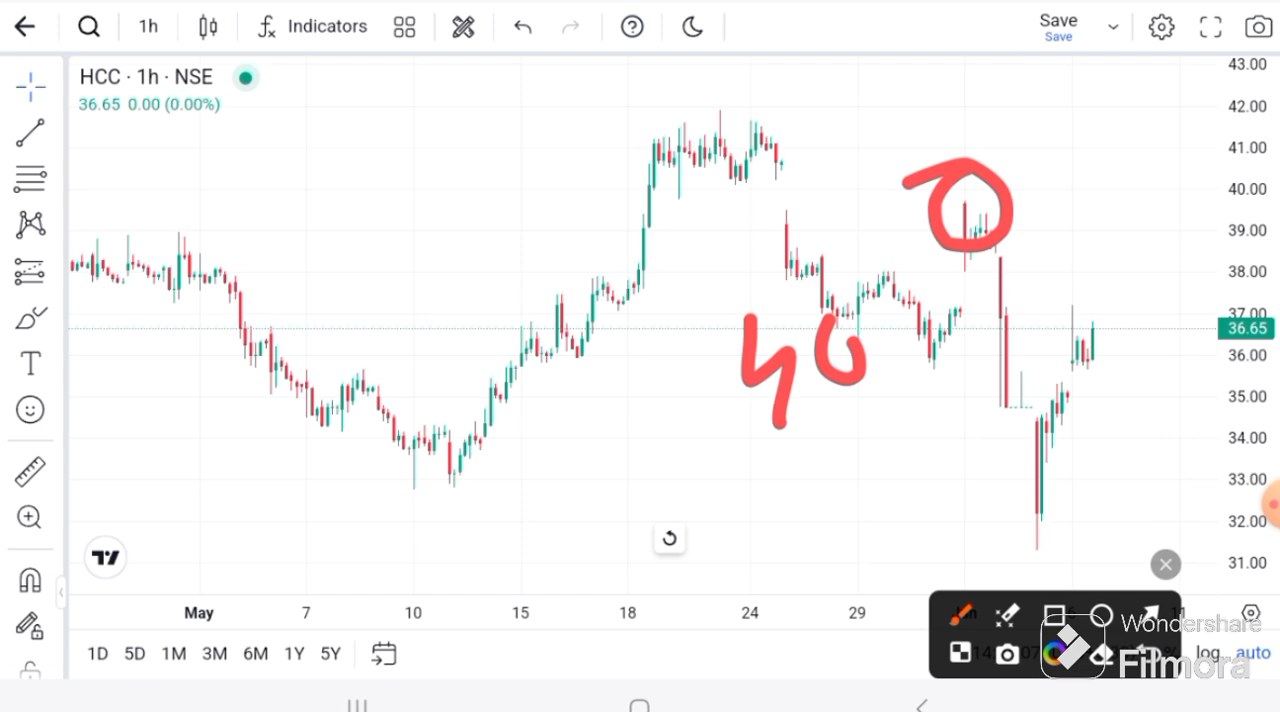 1h
Indicators
Save
Save
HCC · 1h · NSE
36.65 0.00 (0.00%)
43.00
42.00
41.00
40.00
39.00
38.00
37.00
36.65
36.00
35.00
34.00
33.00
32.00
31.00
40
May 7 10 15 18 24 29
1D 5D 1M 3M 6M 1Y 5Y
log
auto
Wondershare
Filmora